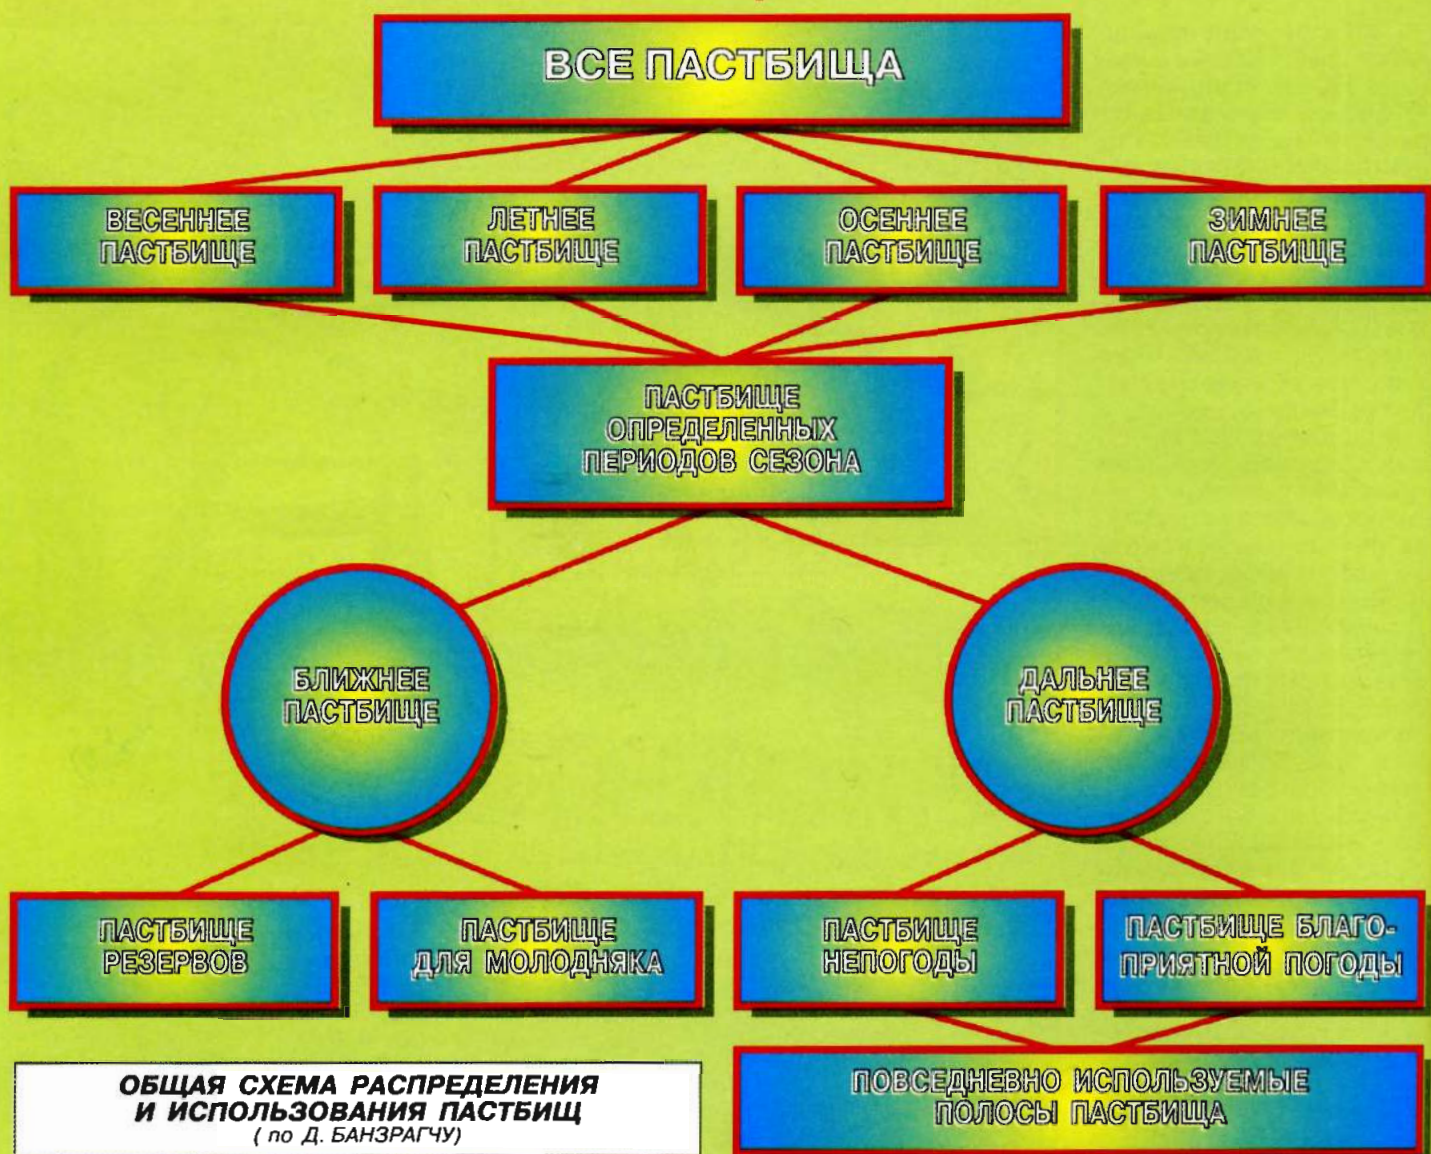 ВСЕ ПАСТБИЩА
ВЕСЕННЕЕ
ПАСТБИЩЕ
ЛЕТНЕЕ
ПАСТБИЩЕ
ОСЕННЕЕ
ПАСТБИЩЕ
ЗИМНЕЕ
ПАСТБИЩЕ
ПАСТБИЩЕ
ОПРЕДЕЛЕННЫХ
ПЕРИОДОВ СЕЗОНА
БЛИЖНЕЕ
ПАСТБИЩЕ
ДАЛЬНЕЕ
ПАСТБИЩЕ
ПАСТБИЩЕ
РЕЗЕРВОВ
ПАСТБИЩЕ
ДЛЯ МОЛОДНЯКА
ПАСТБИЩЕ
НЕПОГОДЫ
ПАСТБИЩЕ БЛАГО-
ПРИЯТНОЙ ПОГОДЫ
ПОВСЕДНЕВНО ИСПОЛЬЗУЕМЫЕ
ПОЛОСЫ ПАСТБИЩА
ОБЩАЯ СХЕМА РАСПРЕДЕЛЕНИЯ
И ИСПОЛЬЗОВАНИЯ ПАСТБИЩ
( по Д. БАНЗРАГЧУ)